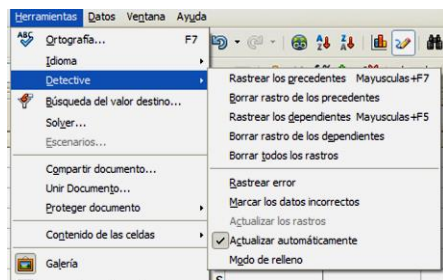 Herramientas Datos Ventana Ayuda
ABC Ortografía... F7
Idioma
Detective
Búsqueda del valor destino...
Solver...
Escenarios...
Compartir documento...
Unir Documento...
Proteger documento
Contenido de las celdas
Galería
Rastrear los precedentes Mayusculas+F7
Borrar rastro de los precedentes
Rastrear los dependientes Mayusculas+F5
Borrar rastro de los dependientes
Borrar todos los rastros
Rastrear error
Marcar los datos incorrectos
Actualizar los rastros
Actualizar automáticamente
Modo de relleno